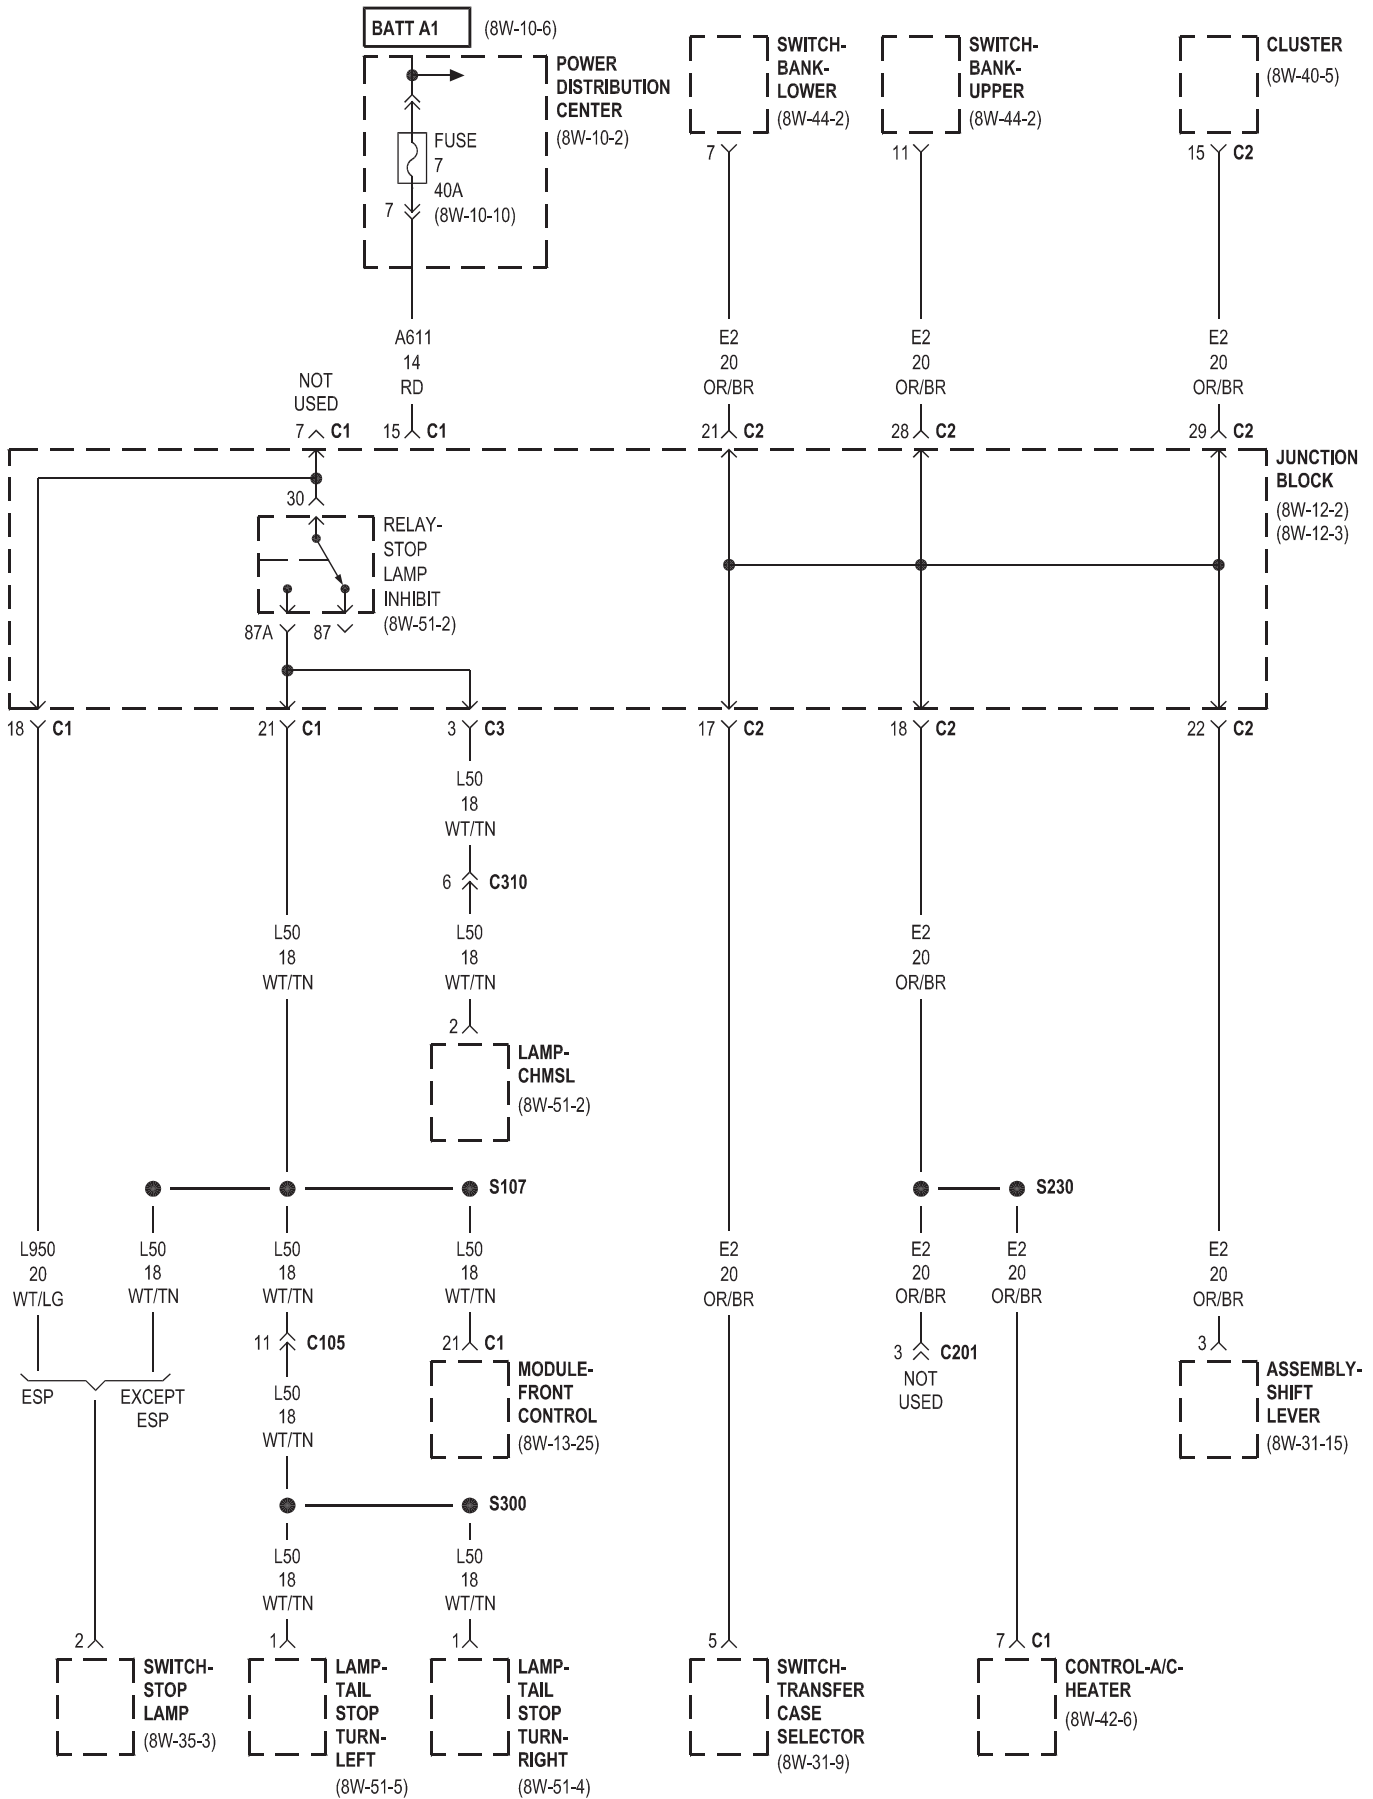 BATT A1 (8W-10-6)
POWER
DISTRIBUTION
CENTER
(8W-10-2)
FUSE
7
40A
(8W-10-10)
7
SWITCH-
BANK-
LOWER
(8W-44-2)
7
SWITCH-
BANK-
UPPER
(8W-44-2)
11
CLUSTER
(8W-40-5)
15 C2
A611
14
RD
E2
20
OR/BR
E2
20
OR/BR
E2
20
OR/BR
NOT
USED
7 C1
15 C1
21 C2
28 C2
29 C2
JUNCTION
BLOCK
(8W-12-2)
(8W-12-3)
30
RELAY-
STOP
LAMP
INHIBIT
(8W-51-2)
87A
87
18 C1
21 C1
3 C3
17 C2
18 C2
22 C2
L50
18
WT/TN
6 C310
L50
18
WT/TN
L50
18
WT/TN
E2
20
OR/BR
2
LAMP-
CHMSL
(8W-51-2)
S107
S230
L950
20
WT/LG
L50
18
WT/TN
L50
18
WT/TN
L50
18
WT/TN
E2
20
OR/BR
E2
20
OR/BR
E2
20
OR/BR
E2
20
OR/BR
11 C105
21 C1
3 C201
NOT
USED
3
ESP
EXCEPT
ESP
L50
18
WT/TN
MODULE-
FRONT
CONTROL
(8W-13-25)
ASSEMBLY-
SHIFT
LEVER
(8W-31-15)
S300
L50
18
WT/TN
L50
18
WT/TN
2
SWITCH-
STOP
LAMP
(8W-35-3)
1
LAMP-
TAIL
STOP
TURN-
LEFT
(8W-51-5)
1
LAMP-
TAIL
STOP
TURN-
RIGHT
(8W-51-4)
5
SWITCH-
TRANSFER
CASE
SELECTOR
(8W-31-9)
7 C1
CONTROL-A/C-
HEATER
(8W-42-6)